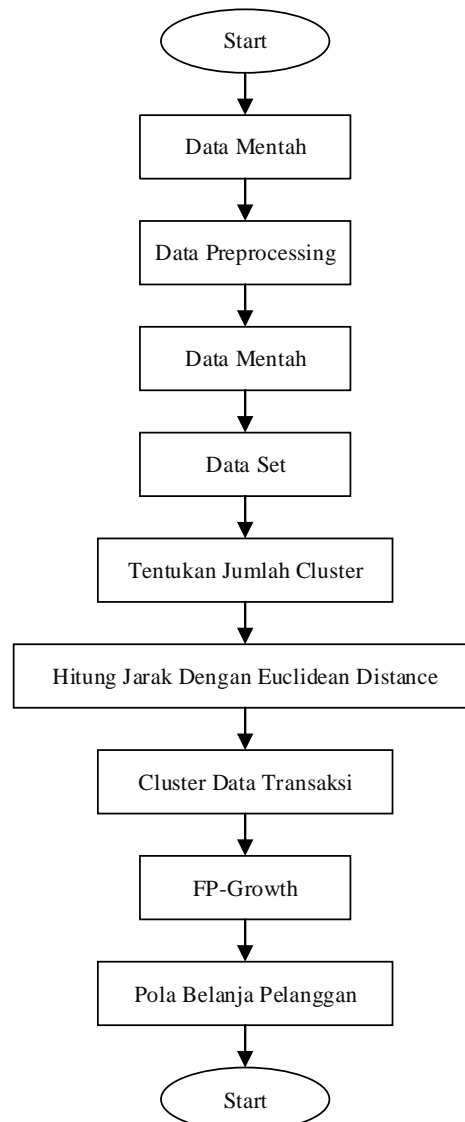 Start
Data Mentah
Data Preprocessing
Data Mentah
Data Set
Tentukan Jumlah Cluster
Hitung Jarak Dengan Euclidean Distance
Cluster Data Transaksi
FP-Growth
Pola Belanja Pelanggan
Start